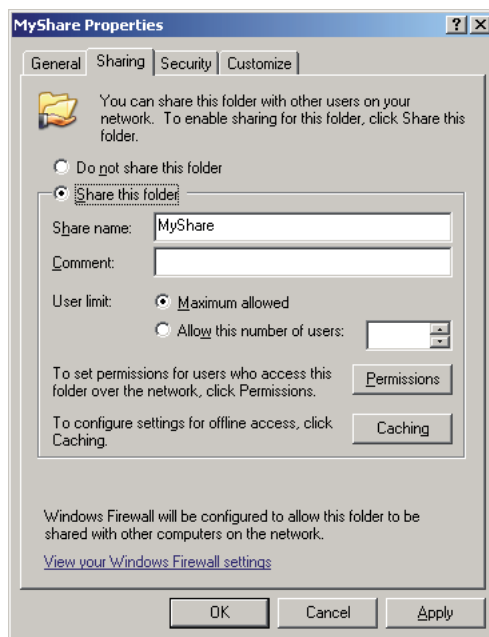 MyShare Properties
?
X
General
Sharing
Security
Customize
You can share this folder with other users on your
network. To enable sharing for this folder, click Share this
folder.
Do not share this folder
Share this folder
Share name:
MyShare
Comment:
User limit:
Maximum allowed
Allow this number of users:
To set permissions for users who access this
folder over the network, click Permissions.
Permissions
To configure settings for offline access, click
Caching.
Caching
Windows Firewall will be configured to allow this folder to be
shared with other computers on the network.
View your Windows Firewall settings
OK
Cancel
Apply